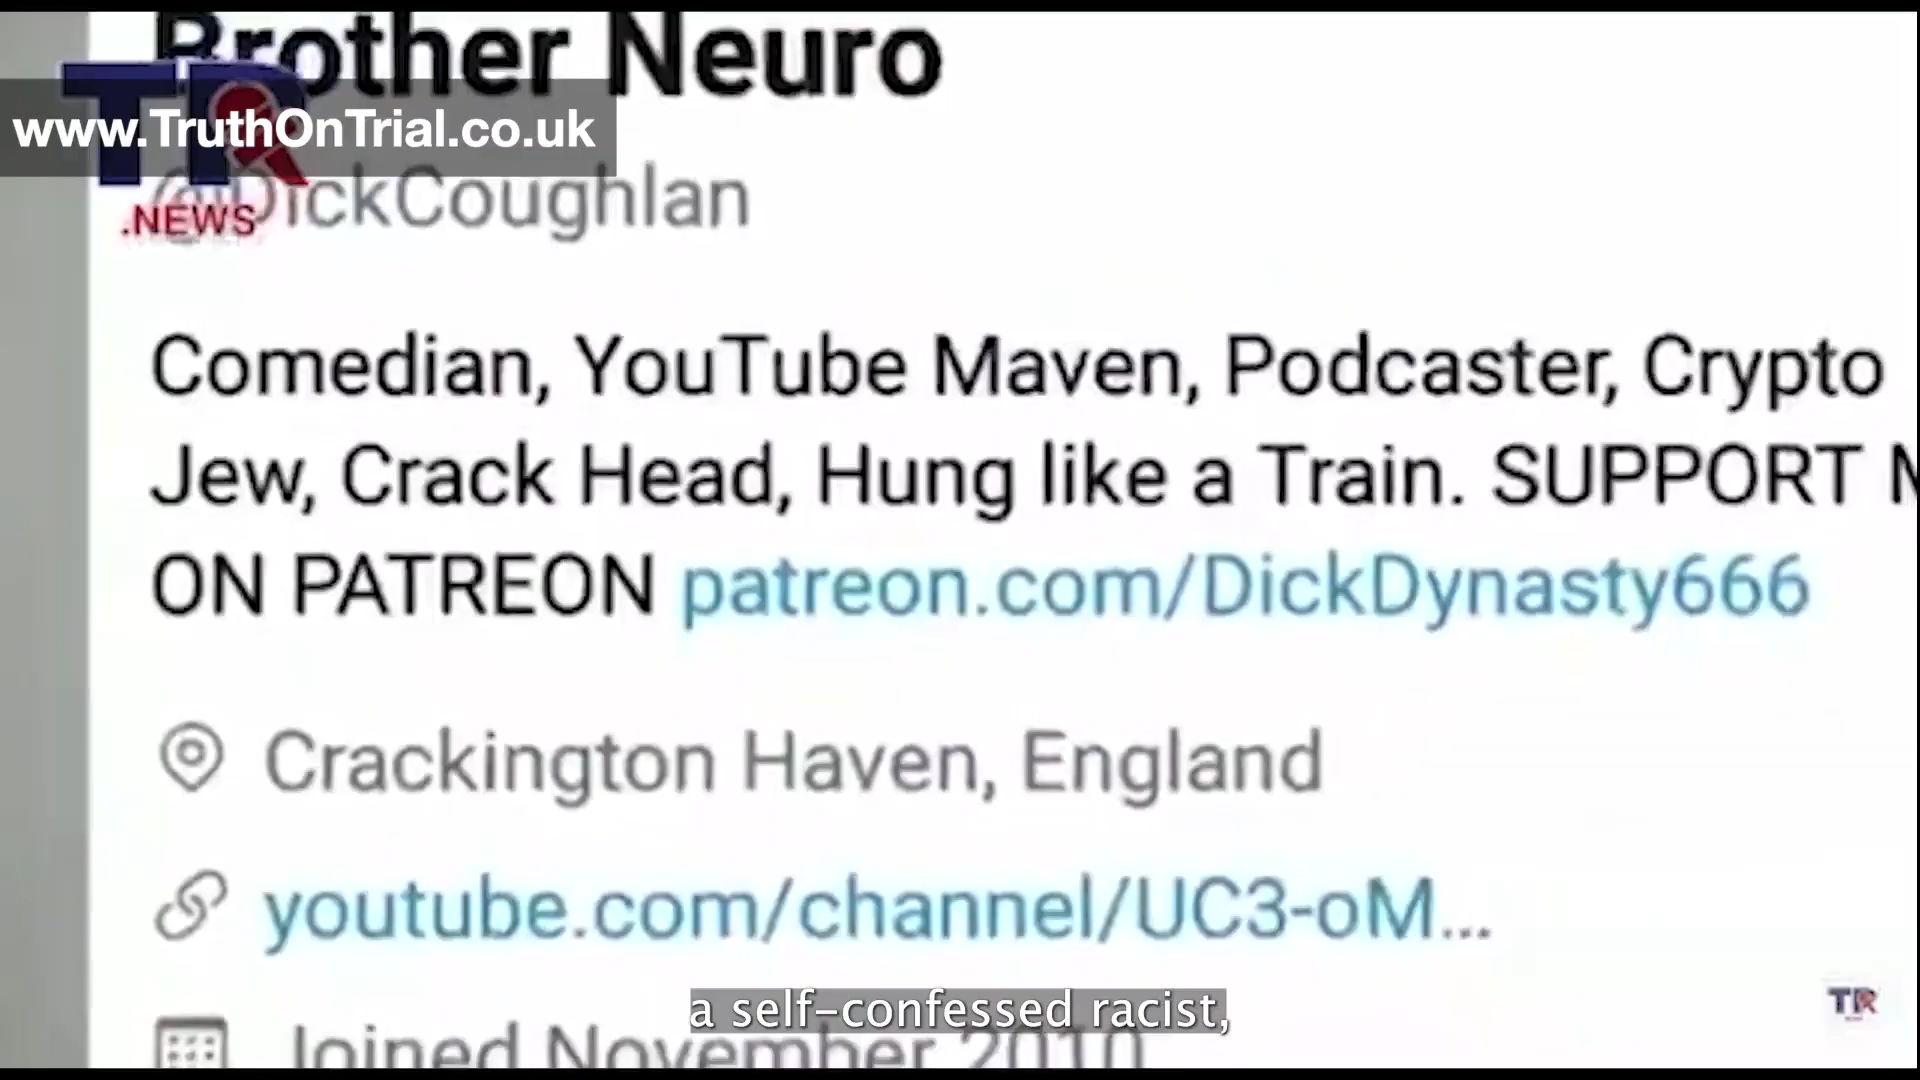 Brother Neuro
TR
www.TruthOnTrial.co.uk
@DickCoughlan
.NEWS
Comedian, YouTube Maven, Podcaster, Crypto
Jew, Crack Head, Hung like a Train. SUPPORT M
ON PATREON patreon.com/DickDynasty666
Crackington Haven, England
youtube.com/channel/UC3-oM...
a self-confessed racist,
TR
Joined November 2010